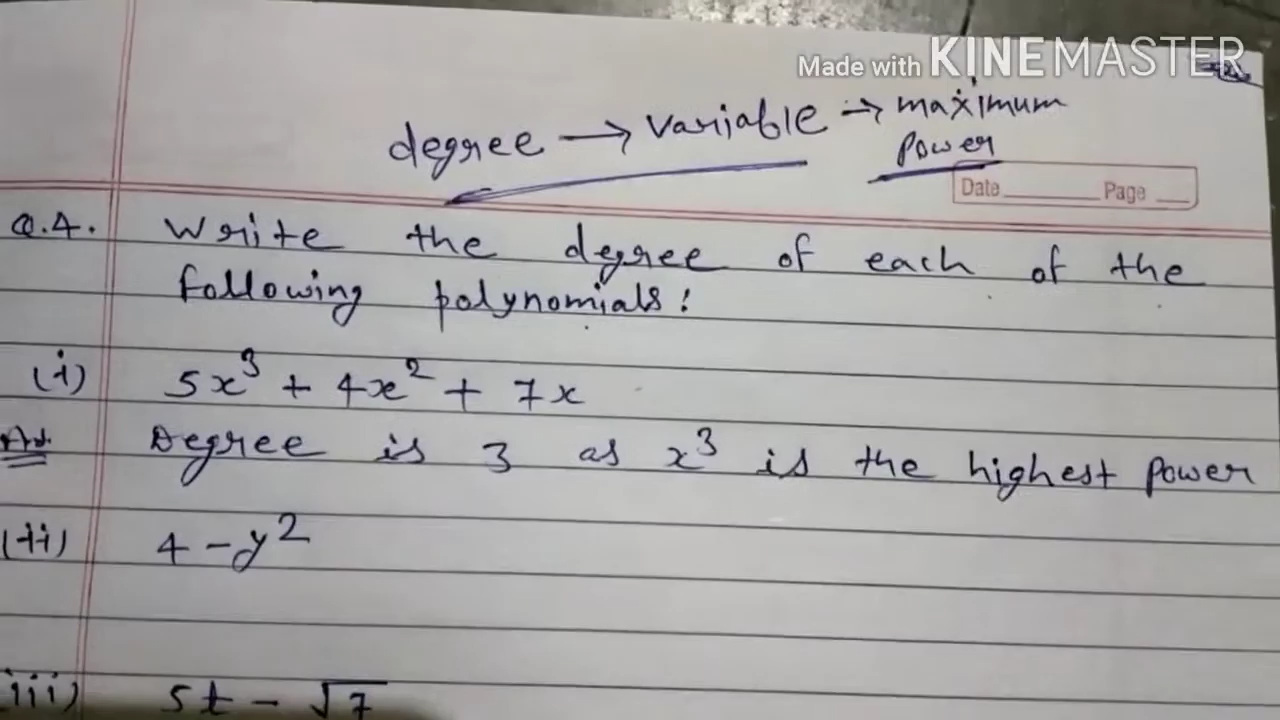 Made with KINEMASTER
degree → variable → maximum
power
Date Page
Q.4. Write the degree of each of the
following polynomials:
(i) 5x³ + 4x² + 7x
Degree is 3 as x³ is the highest power
(ii) 4 - y²
iii) 5t - √7